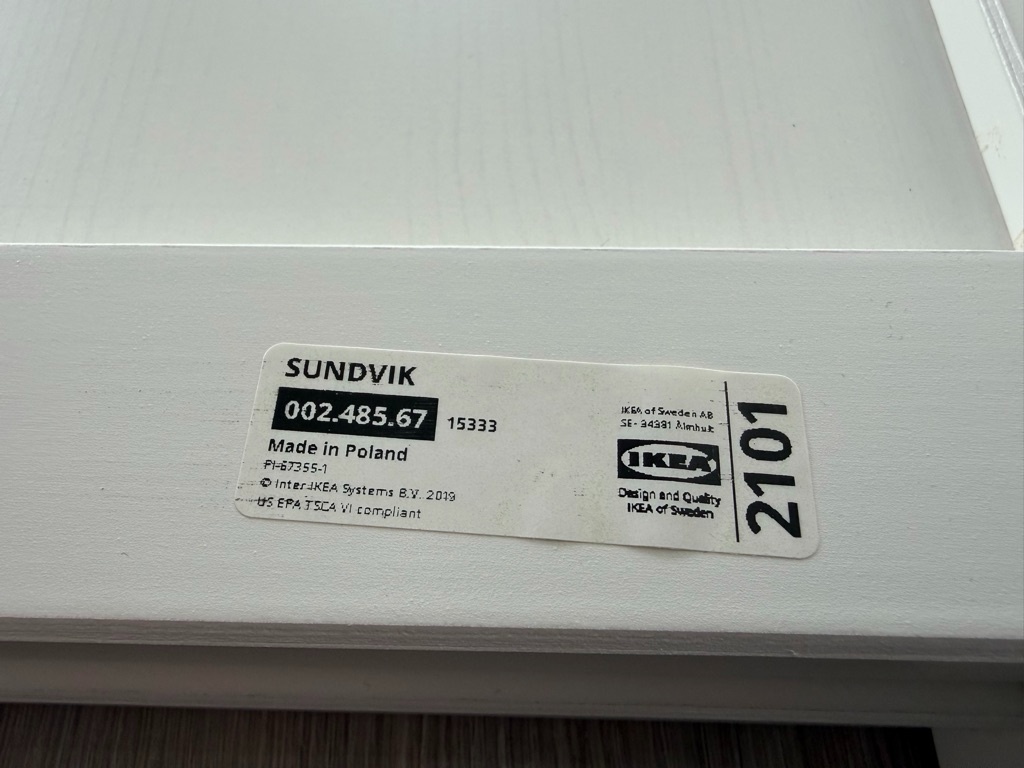 SUNDVIK
002.485.67 15333
Made in Poland
PI-67355-1
© Inter IKEA Systems B.V. 2019
US EPA TSCA VI compliant
IKEA of Sweden AB
SE - 34381 Älmhult
IKEA
Design and Quality
IKEA of Sweden
2101